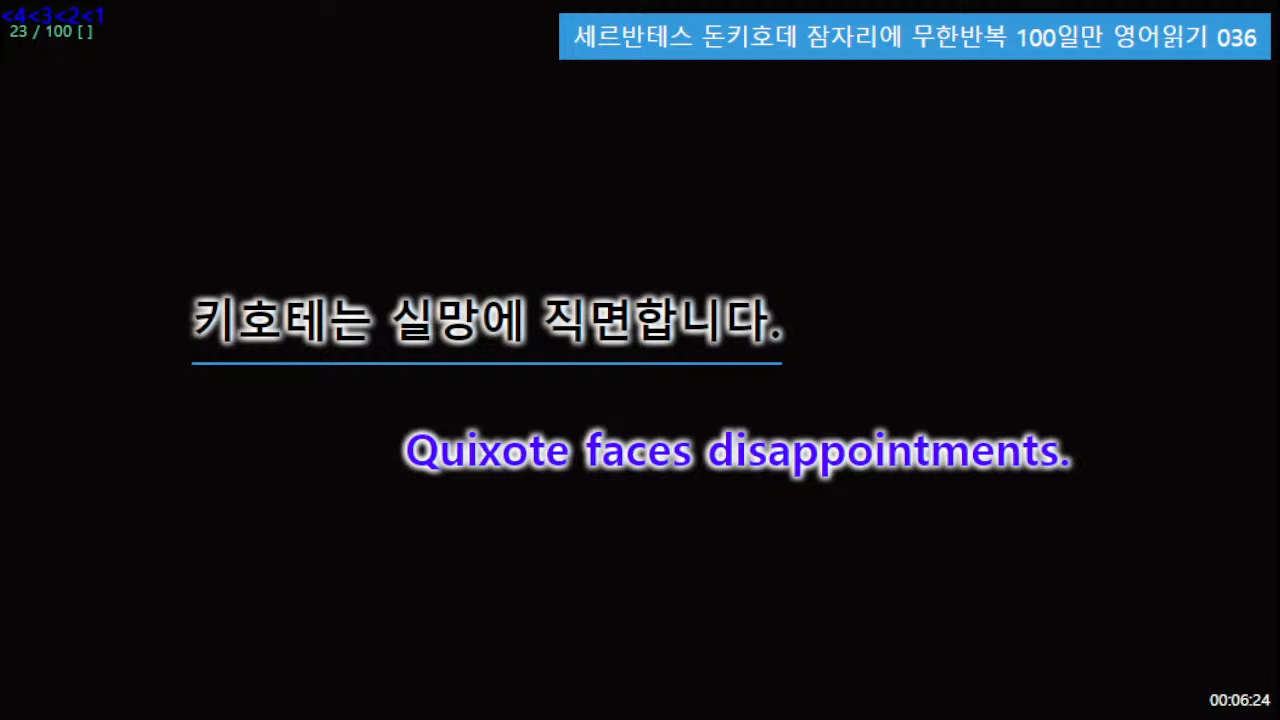 <4<3<2<1
23 / 100 [ ]
세르반테스 돈키호데 잠자리에 무한반복 100일만 영어읽기 036
키호테는 실망에 직면합니다.
Quixote faces disappointments.
00:06:24